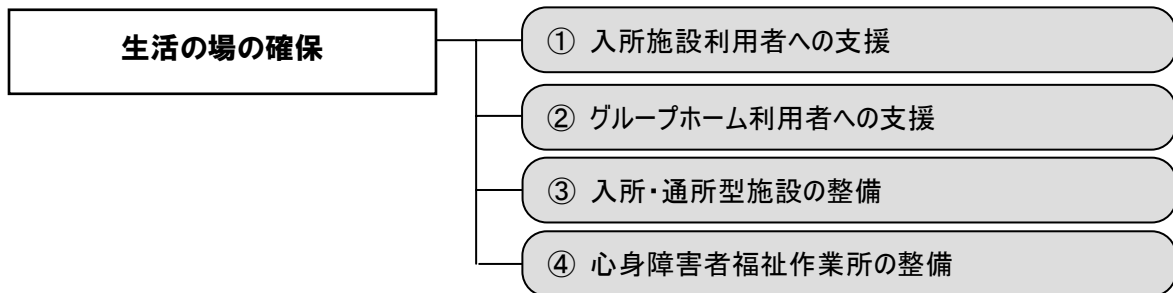 生活の場の確保
① 入所施設利用者への支援
② グループホーム利用者への支援
③ 入所・通所型施設の整備
④ 心身障害者福祉作業所の整備